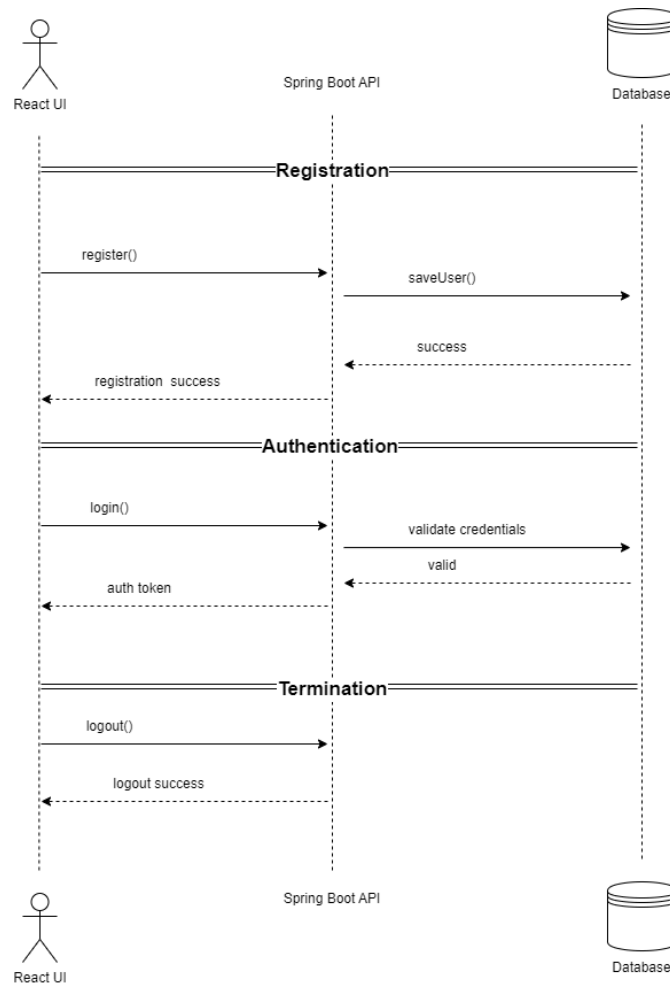 Spring Boot API
React UI
Database
Registration
register()
saveUser()
success
registration success
Authentication
login()
validate credentials
valid
auth token
Termination
logout()
logout success
Spring Boot API
React UI
Database